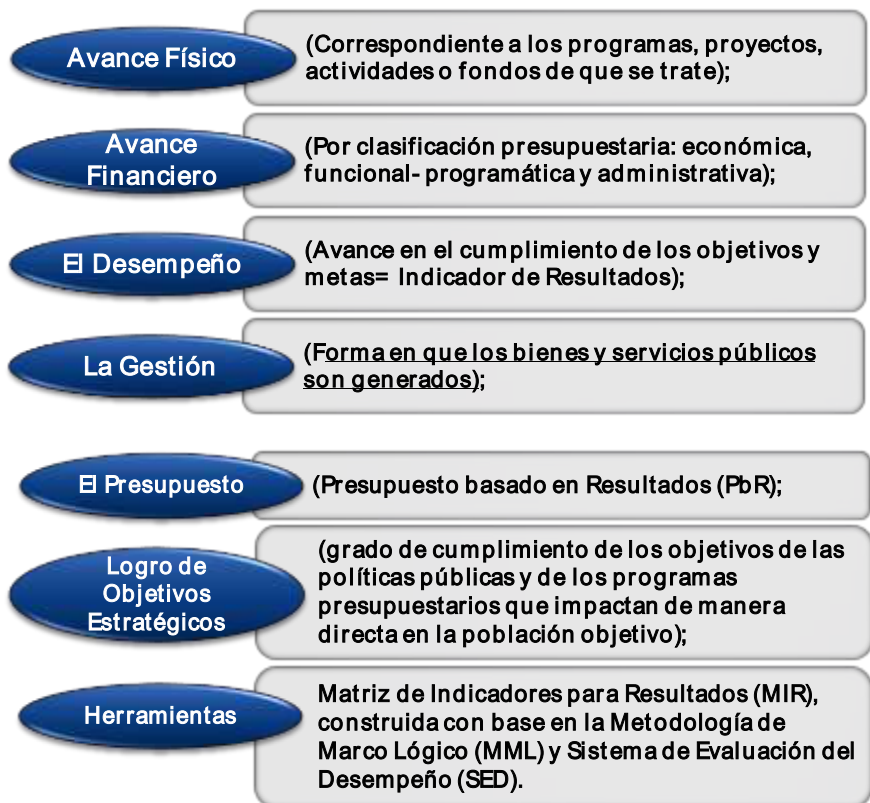 Avance Físico
(Correspondiente a los programas, proyectos,
actividades o fondos de que se trate);
Avance
Financiero
(Por clasificación presupuestaria: económica,
funcional- programática y administrativa);
El Desempeño
(Avance en el cumplimiento de los objetivos y
metas= Indicador de Resultados);
La Gestión
(Forma en que los bienes y servicios públicos
son generados);
El Presupuesto
(Presupuesto basado en Resultados (PbR);
Logro de
Objetivos
Estratégicos
(grado de cumplimiento de los objetivos de las
políticas públicas y de los programas
presupuestarios que impactan de manera
directa en la población objetivo);
Herramientas
Matriz de Indicadores para Resultados (MIR),
construida con base en la Metodología de
Marco Lógico (MML) y Sistema de Evaluación del
Desempeño (SED).